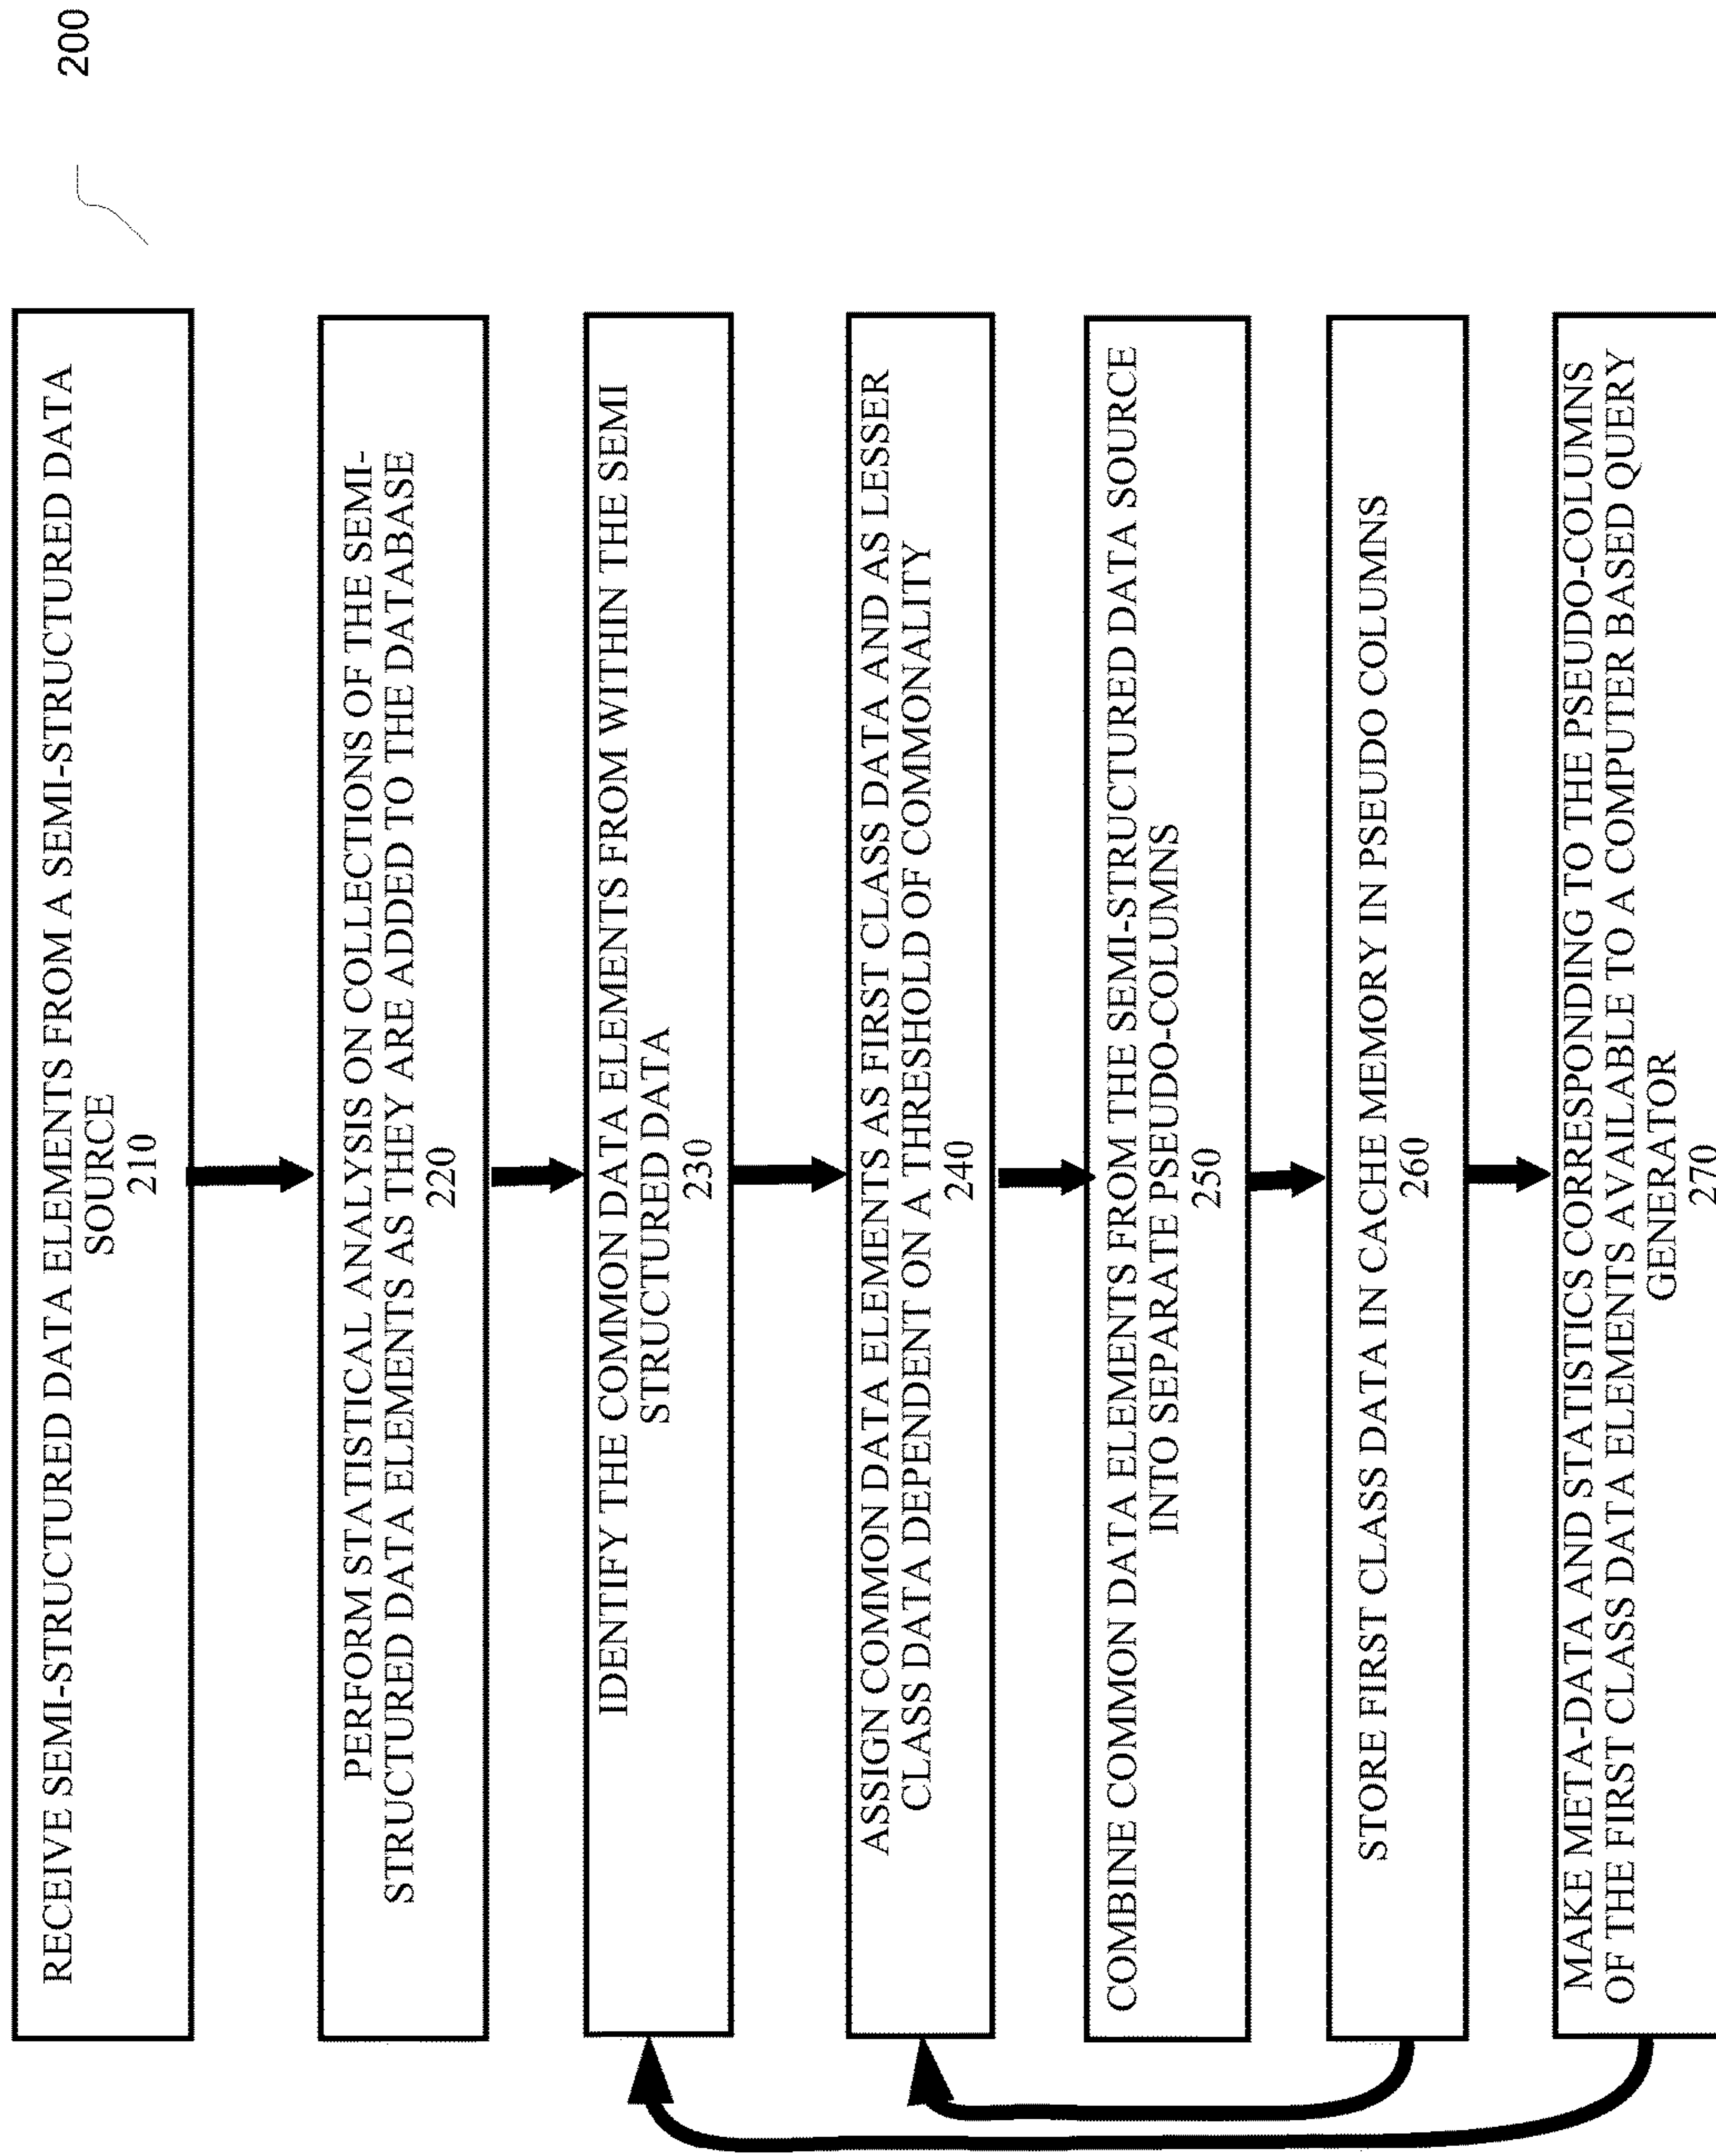 200
RECEIVE SEMI-STRUCTURED DATA ELEMENTS FROM A SEMI-STRUCTURED DATA
SOURCE
210
PERFORM STATISTICAL ANALYSIS ON COLLECTIONS OF THE SEMI-
STRUCTURED DATA ELEMENTS AS THEY ARE ADDED TO THE DATABASE
220
IDENTIFY THE COMMON DATA ELEMENTS FROM WITHIN THE SEMI
STRUCTURED DATA
230
ASSIGN COMMON DATA ELEMENTS AS FIRST CLASS DATA AND AS LESSER
CLASS DATA DEPENDENT ON A THRESHOLD OF COMMONALITY
240
COMBINE COMMON DATA ELEMENTS FROM THE SEMI-STRUCTURED DATA SOURCE
INTO SEPARATE PSEUDO-COLUMNS
250
STORE FIRST CLASS DATA IN CACHE MEMORY IN PSEUDO COLUMNS
260
MAKE META-DATA AND STATISTICS CORRESPONDING TO THE PSEUDO-COLUMNS
OF THE FIRST CLASS DATA ELEMENTS AVAILABLE TO A COMPUTER BASED QUERY
GENERATOR
270